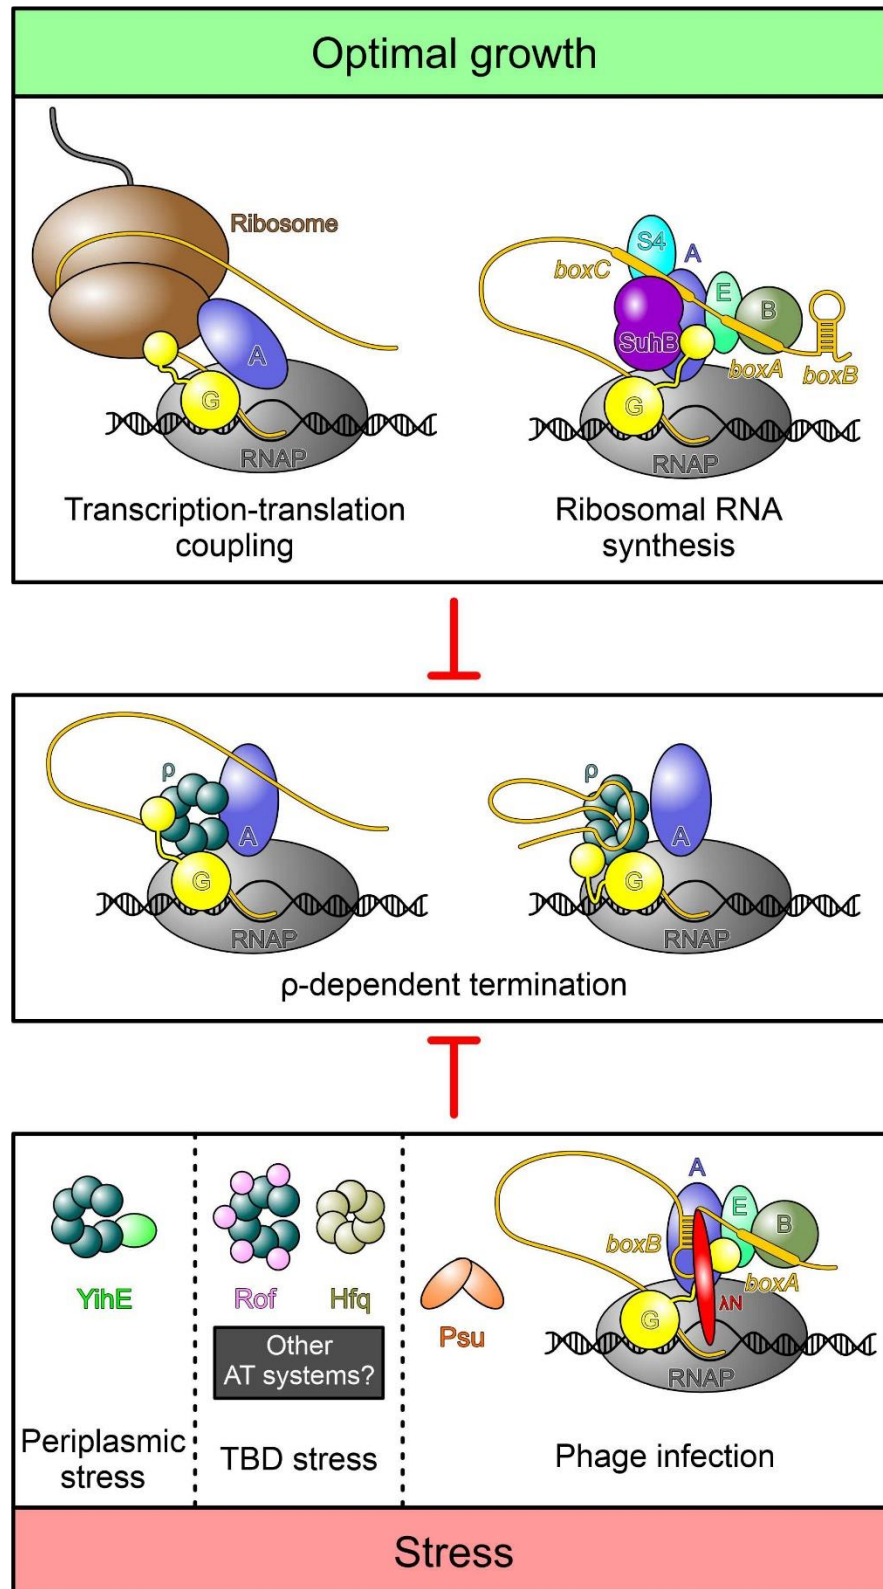 Optimal growth
Ribosome
A
G
RNAP
Transcription-translation
coupling
S4
A
boxC
E
B
SuhB
boxA
boxB
G
RNAP
Ribosomal RNA
synthesis
ρ
A
G
RNAP
ρ
A
G
RNAP
ρ-dependent termination
YihE
Periplasmic
stress
Rof
Hfq
Other
AT systems?
TBD stress
Psu
A
E
B
boxB
boxA
λN
G
RNAP
Phage infection
Stress